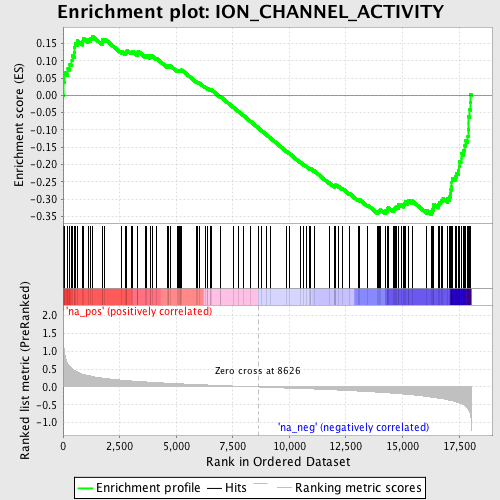 Enrichment plot: ION_CHANNEL_ACTIVITY
Enrichment score (ES)
0.15
0.10
0.05
0.00
-0.05
-0.10
-0.15
-0.20
-0.25
-0.30
-0.35
'na_pos' (positively correlated)
Ranked list metric (PreRanked)
2.0
1.5
1.0
0.5
0.0
-0.5
-1.0
Zero cross at 8626
'na_neg' (negatively correlated)
0 2,500 5,000 7,500 10,000 12,500 15,000 17,500
Rank in Ordered Dataset
Enrichment profile Hits Ranking metric scores